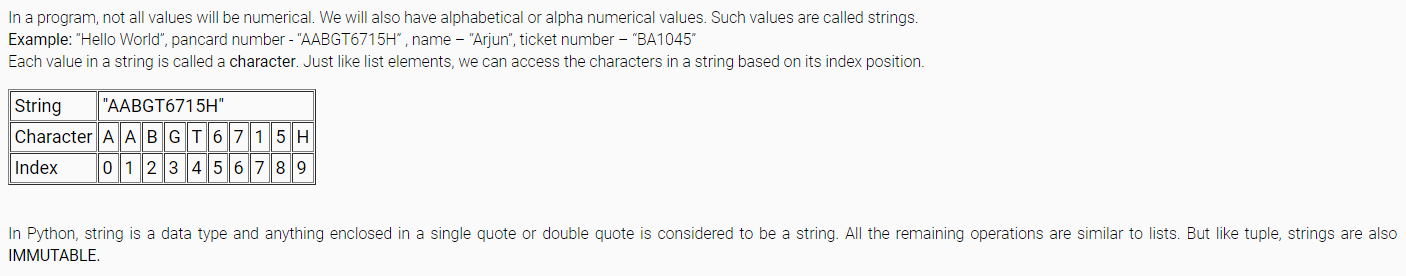 In a program, not all values will be numerical. We will also have alphabetical or alpha numerical values. Such values are called strings.
Example: "Hello World", pancard number - "AABGT6715H" , name – "Arjun", ticket number – "BA1045"
Each value in a string is called a character. Just like list elements, we can access the characters in a string based on its index position.
String "AABGT6715H"
Character A A B G T 6 7 1 5 H
Index 0 1 2 3 4 5 6 7 8 9
In Python, string is a data type and anything enclosed in a single quote or double quote is considered to be a string. All the remaining operations are similar to lists. But like tuple, strings are also
IMMUTABLE.